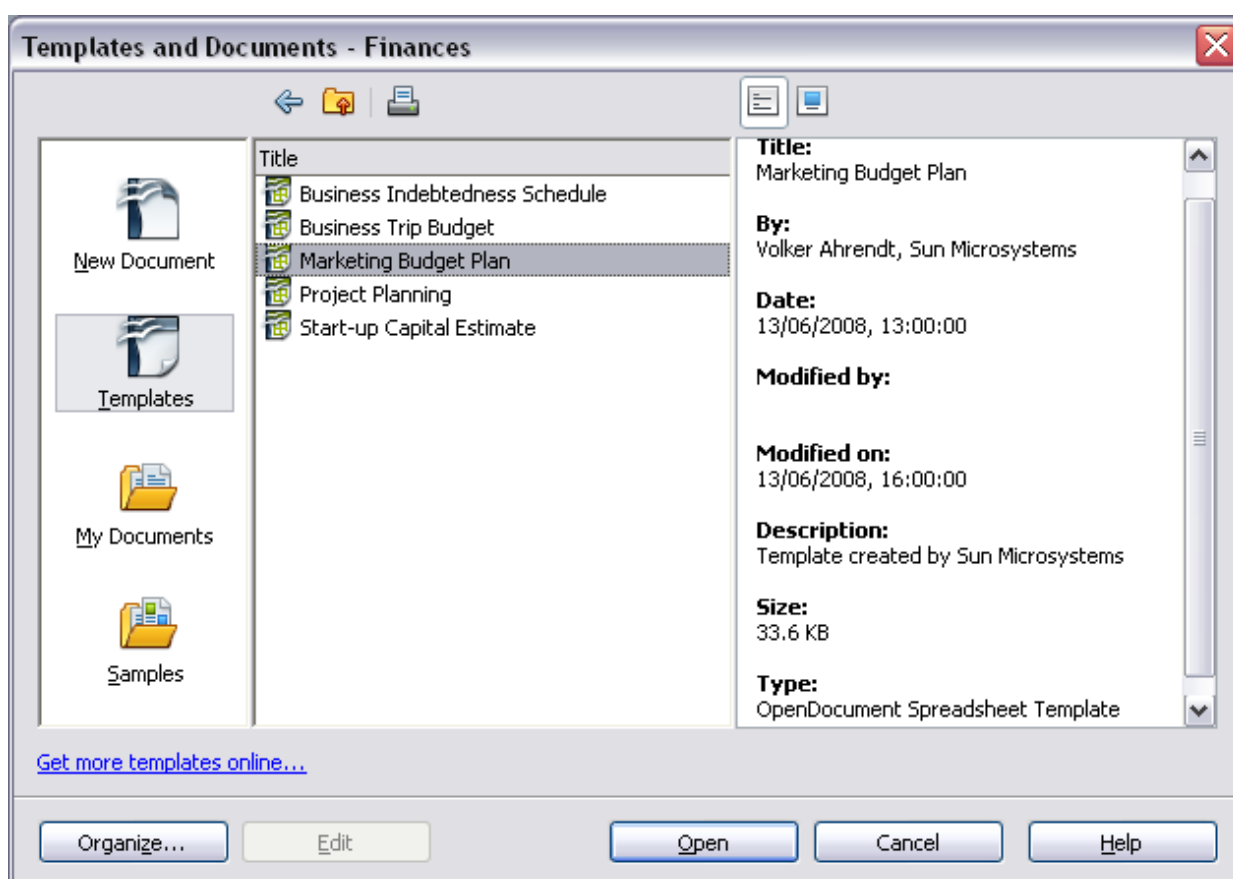 Templates and Documents - Finances
New Document
Templates
My Documents
Samples
Title
Business Indebtedness Schedule
Business Trip Budget
Marketing Budget Plan
Project Planning
Start-up Capital Estimate
Title:
Marketing Budget Plan
By:
Volker Ahrendt, Sun Microsystems
Date:
13/06/2008, 13:00:00
Modified by:
Modified on:
13/06/2008, 16:00:00
Description:
Template created by Sun Microsystems
Size:
33.6 KB
Type:
OpenDocument Spreadsheet Template
Get more templates online...
Organize...
Edit
Open
Cancel
Help